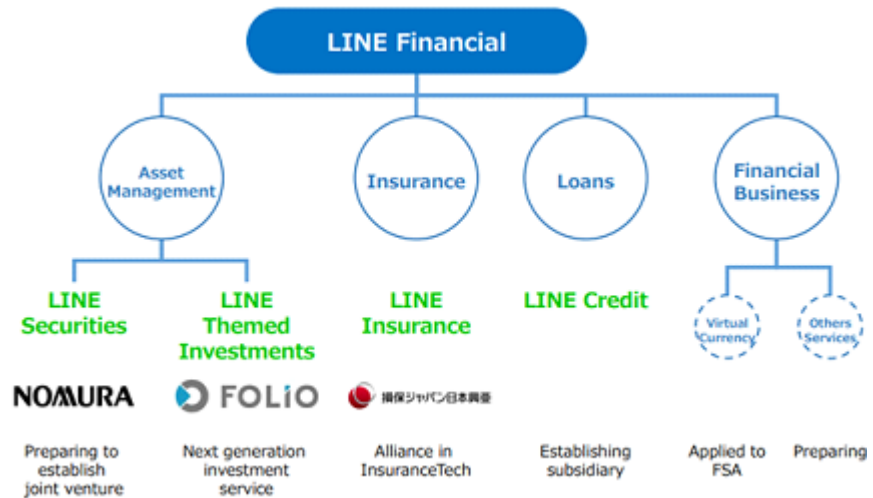 LINE Financial
Asset
Management
Insurance
Loans
Financial
Business
LINE
Securities
LINE
Themed
Investments
LINE
Insurance
LINE Credit
Virtual
Currency
Others
Services
NOMURA
FOLIO
損保ジャパン日本興亜
Preparing to
establish
joint venture
Next generation
investment
service
Alliance in
InsuranceTech
Establishing
subsidiary
Applied to
FSA
Preparing